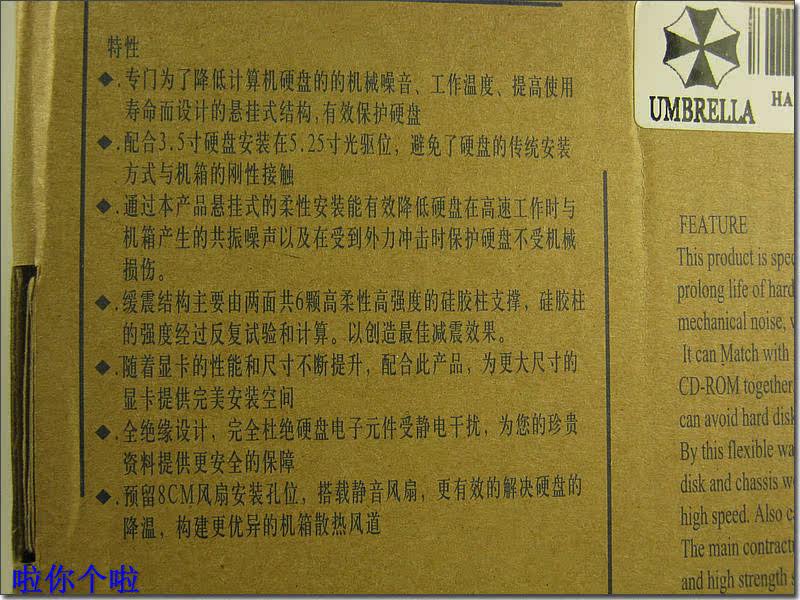 特性
◆.专门为了降低计算机硬盘的的机械噪音、工作温度、提高使用
寿命而设计的悬挂式结构,有效保护硬盘
◆.配合3.5寸硬盘安装在5.25寸光驱位，避免了硬盘的传统安装
方式与机箱的刚性接触
◆.通过本产品悬挂式的柔性安装能有效降低硬盘在高速工作时与
机箱产生的共振噪声以及在受到外力冲击时保护硬盘不受机械
损伤。
◆.缓震结构主要由两面共6颗高柔性高强度的硅胶柱支撑，硅胶柱
的强度经过反复试验和计算。以创造最佳减震效果。
◆.随着显卡的性能和尺寸不断提升，配合此产品，为更大尺寸的
显卡提供完美安装空间
◆.全绝缘设计，完全杜绝硬盘电子元件受静电干扰，为您的珍贵
资料提供更安全的保障
◆.预留8CM风扇安装孔位，搭载静音风扇，更有效的解决硬盘的
降温，构建更优异的机箱散热风道
UMBRELLA
HA
FEATURE
This product is spec
prolong life of hard
mechanical noise,
It can Match with
CD-ROM together
can avoid hard disk
By this flexible wa
disk and chassis w
high speed. Also c
The main contractu
and high strength s
啦你个啦